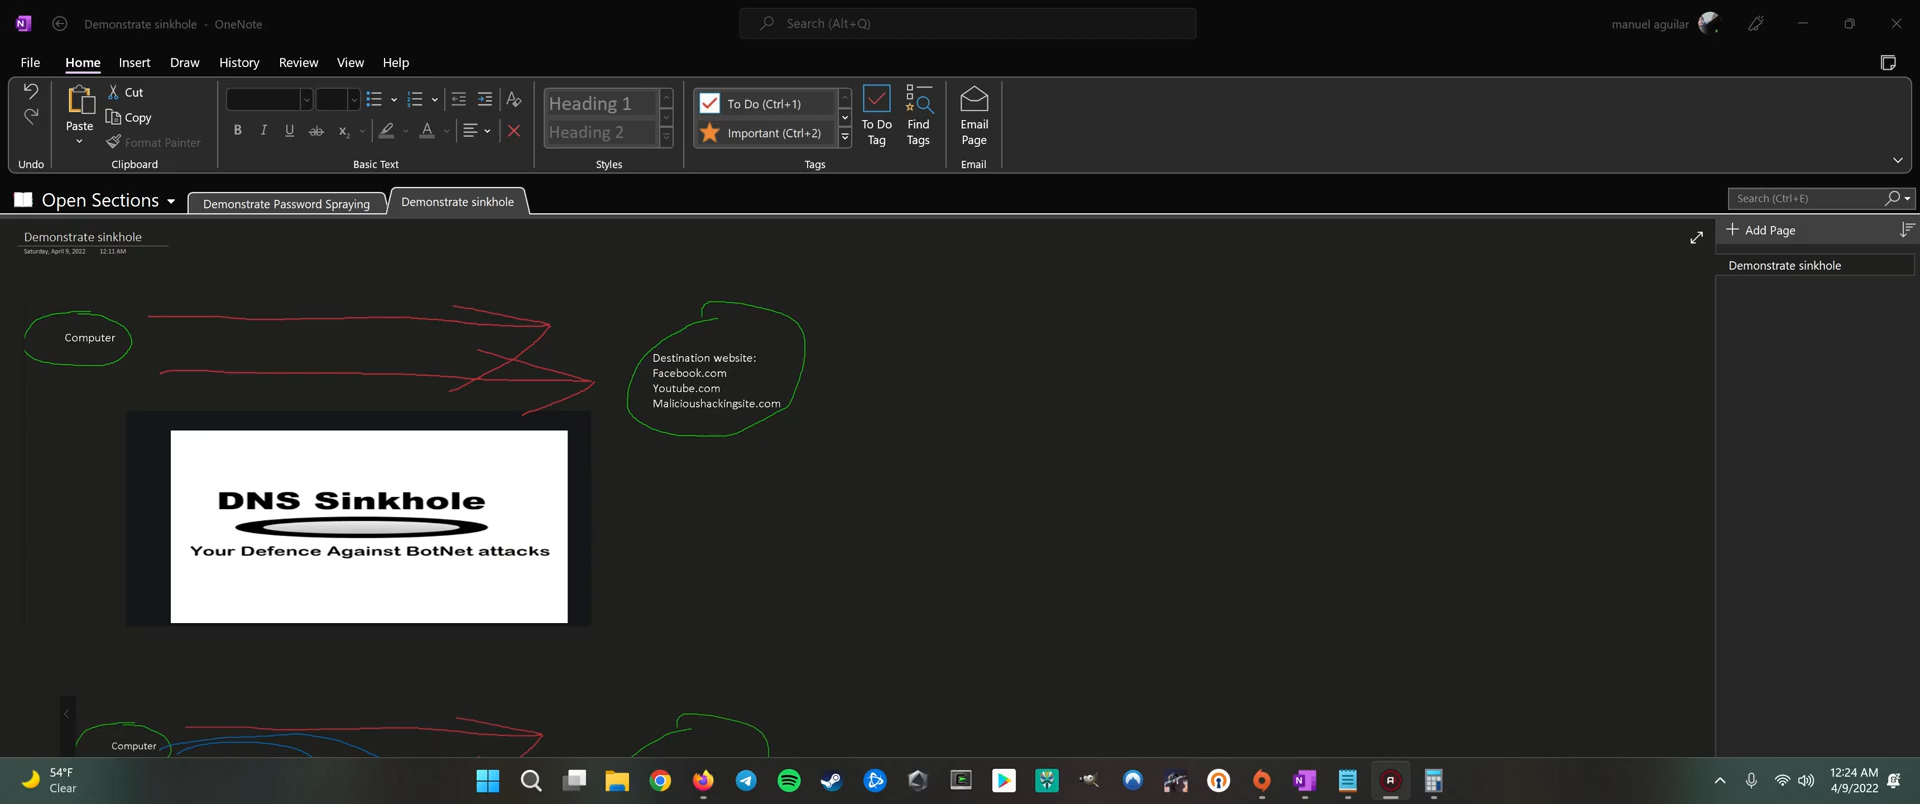 Demonstrate sinkhole - OneNote
Search (Alt+Q)
manuel aguilar
File Home Insert Draw History Review View Help
Cut
Copy
Format Painter
Paste
Undo
Clipboard
B I U ab x₂ A
Basic Text
Heading 1
Heading 2
Styles
To Do (Ctrl+1)
Important (Ctrl+2)
To Do Tag
Find Tags
Tags
Email Page
Email
Open Sections
Demonstrate Password Spraying
Demonstrate sinkhole
Search (Ctrl+E)
Demonstrate sinkhole
Saturday, April 9, 2022 12:11 AM
Add Page
Demonstrate sinkhole
Computer
Destination website:
Facebook.com
Youtube.com
Malicioushackingsite.com
DNS Sinkhole
Your Defence Against BotNet attacks
Computer
54°F
Clear
12:24 AM
4/9/2022